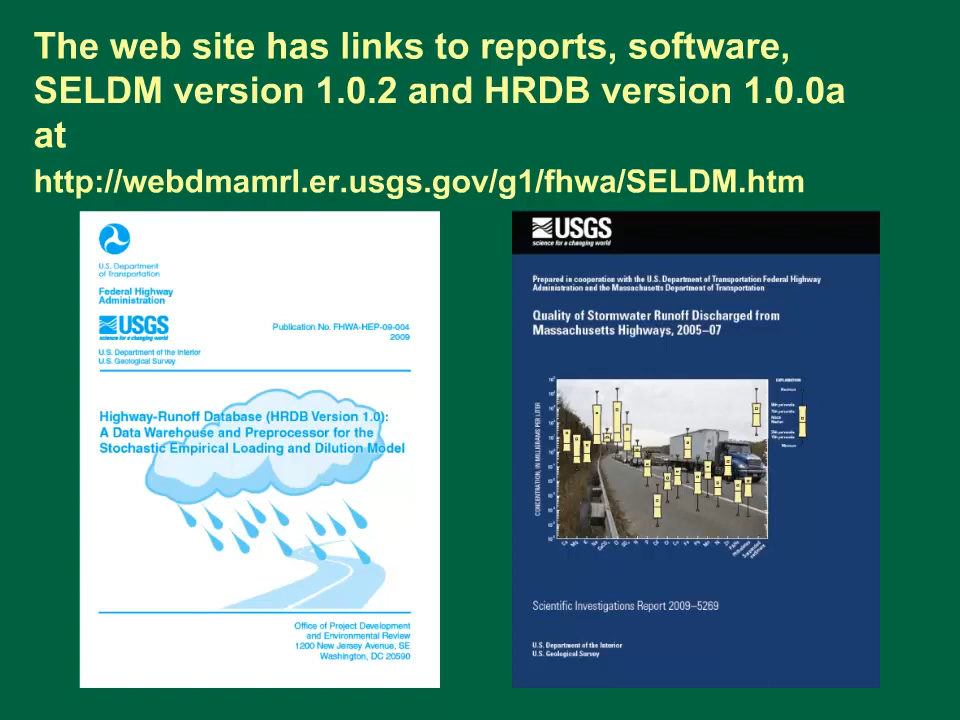 The web site has links to reports, software,
SELDM version 1.0.2 and HRDB version 1.0.0a
at
http://webdmamrl.er.usgs.gov/g1/fhwa/SELDM.htm
U.S. Department
of Transportation
Federal Highway
Administration
USGS
science for a changing world
U.S. Department of the Interior
U.S. Geological Survey
Publication No. FHWA-HEP-09-004
2009
Highway-Runoff Database (HRDB Version 1.0):
A Data Warehouse and Preprocessor for the
Stochastic Empirical Loading and Dilution Model
Office of Project Development
and Environmental Review
1200 New Jersey Avenue, SE
Washington, DC 20590
USGS
science for a changing world
Prepared in cooperation with the U.S. Department of Transportation Federal Highway
Administration and the Massachusetts Department of Transportation
Quality of Stormwater Runoff Discharged from
Massachusetts Highways, 2005–07
CONCENTRATION, IN MILLIGRAMS PER LITER
EXPLANATION
Scientific Investigations Report 2009–5269
U.S. Department of the Interior
U.S. Geological Survey